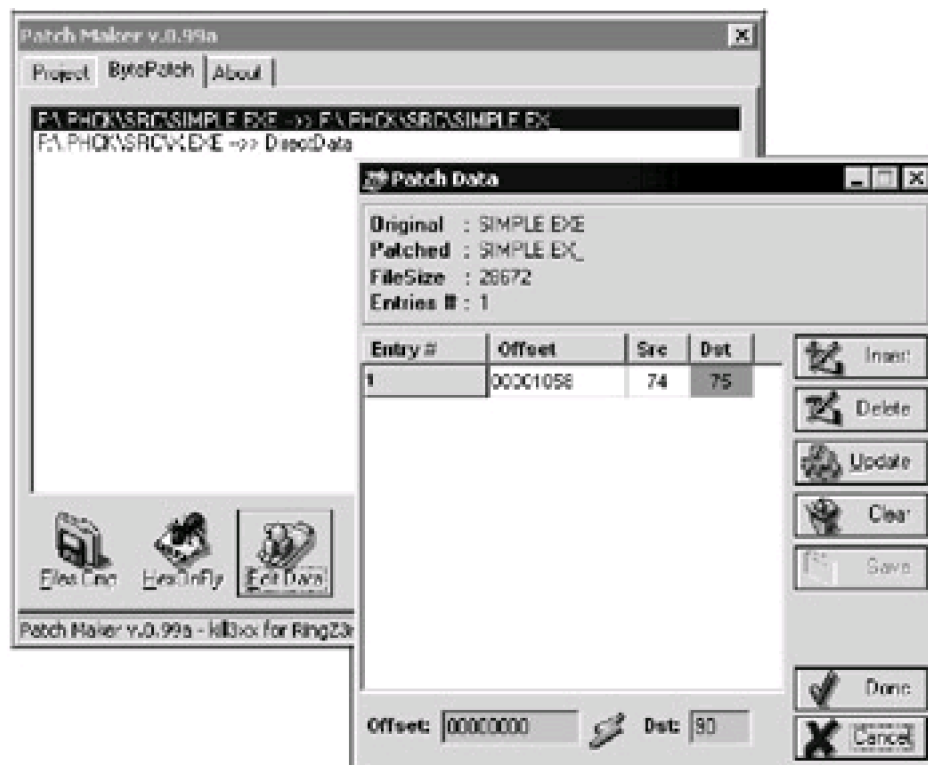 Patch Maker v.0.99a
Project BytePatch About
F:\.PHCK\SRC\SIMPLE.EXE ->> F:\.PHCK\SRC\SIMPLE.EX_
F:\.PHCK\SRC\X.EXE ->> DirectData
Files Cmp HexOnFly Edit Data
Patch Maker v.0.99a - kill3xx for
Patch Data
Original : SIMPLE.EXE
Patched : SIMPLE.EX_
FileSize : 28672
Entries # : 1
Entry # Offset Src Dst
1 00001058 74 75
Insert
Delete
Update
Clear
Save
Done
Cancel
Offset: 00000000 Dst: 90